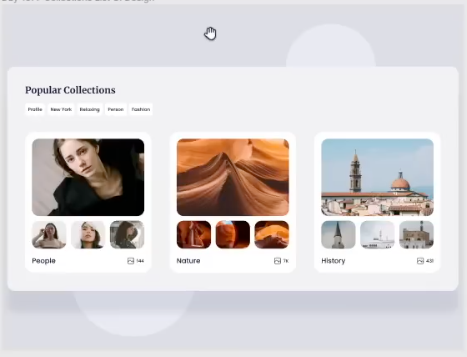 Popular Collections
Profile New York Relaxing Person Fashion
People 144
Nature 1K
History 431